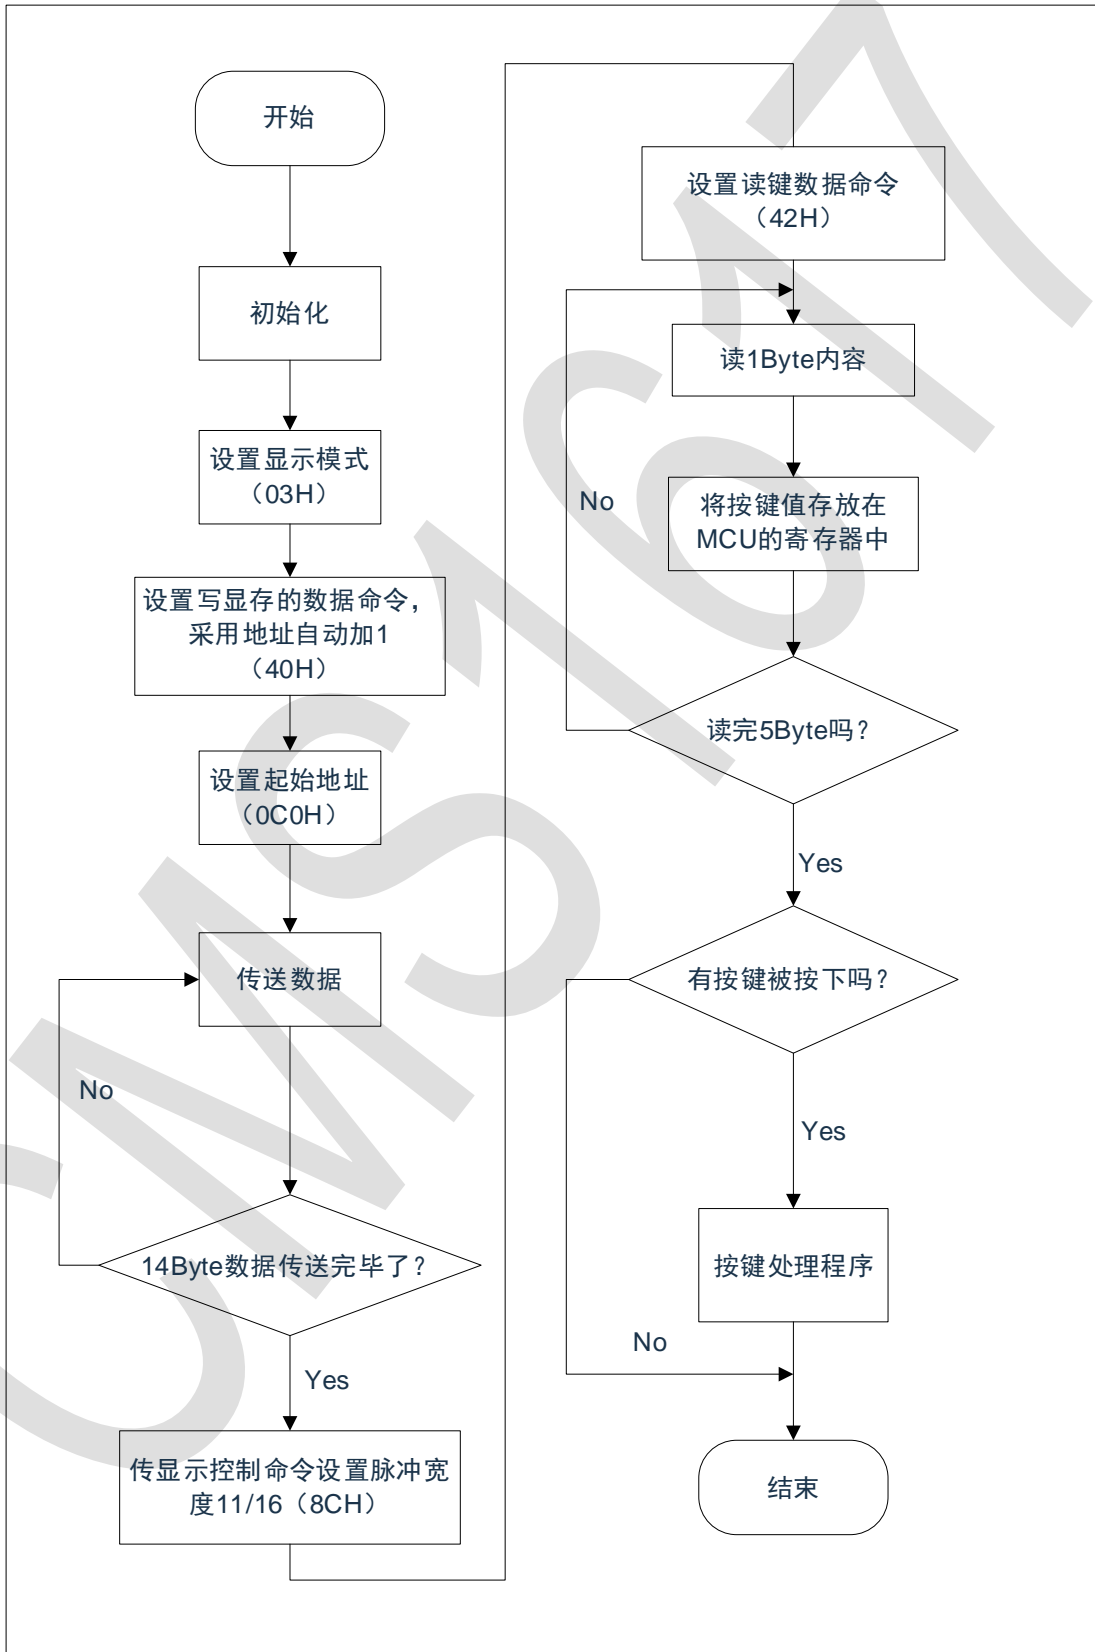 开始
初始化
设置显示模式
（03H）
设置写显存的数据命令，
采用地址自动加1
（40H）
设置起始地址
（0C0H）
传送数据
No
14Byte数据传送完毕了？
Yes
传显示控制命令设置脉冲宽
度11/16（8CH）
设置读键数据命令
（42H）
读1Byte内容
No
将按键值存放在
MCU的寄存器中
读完5Byte吗？
Yes
有按键被按下吗？
Yes
按键处理程序
No
结束
CMS1617